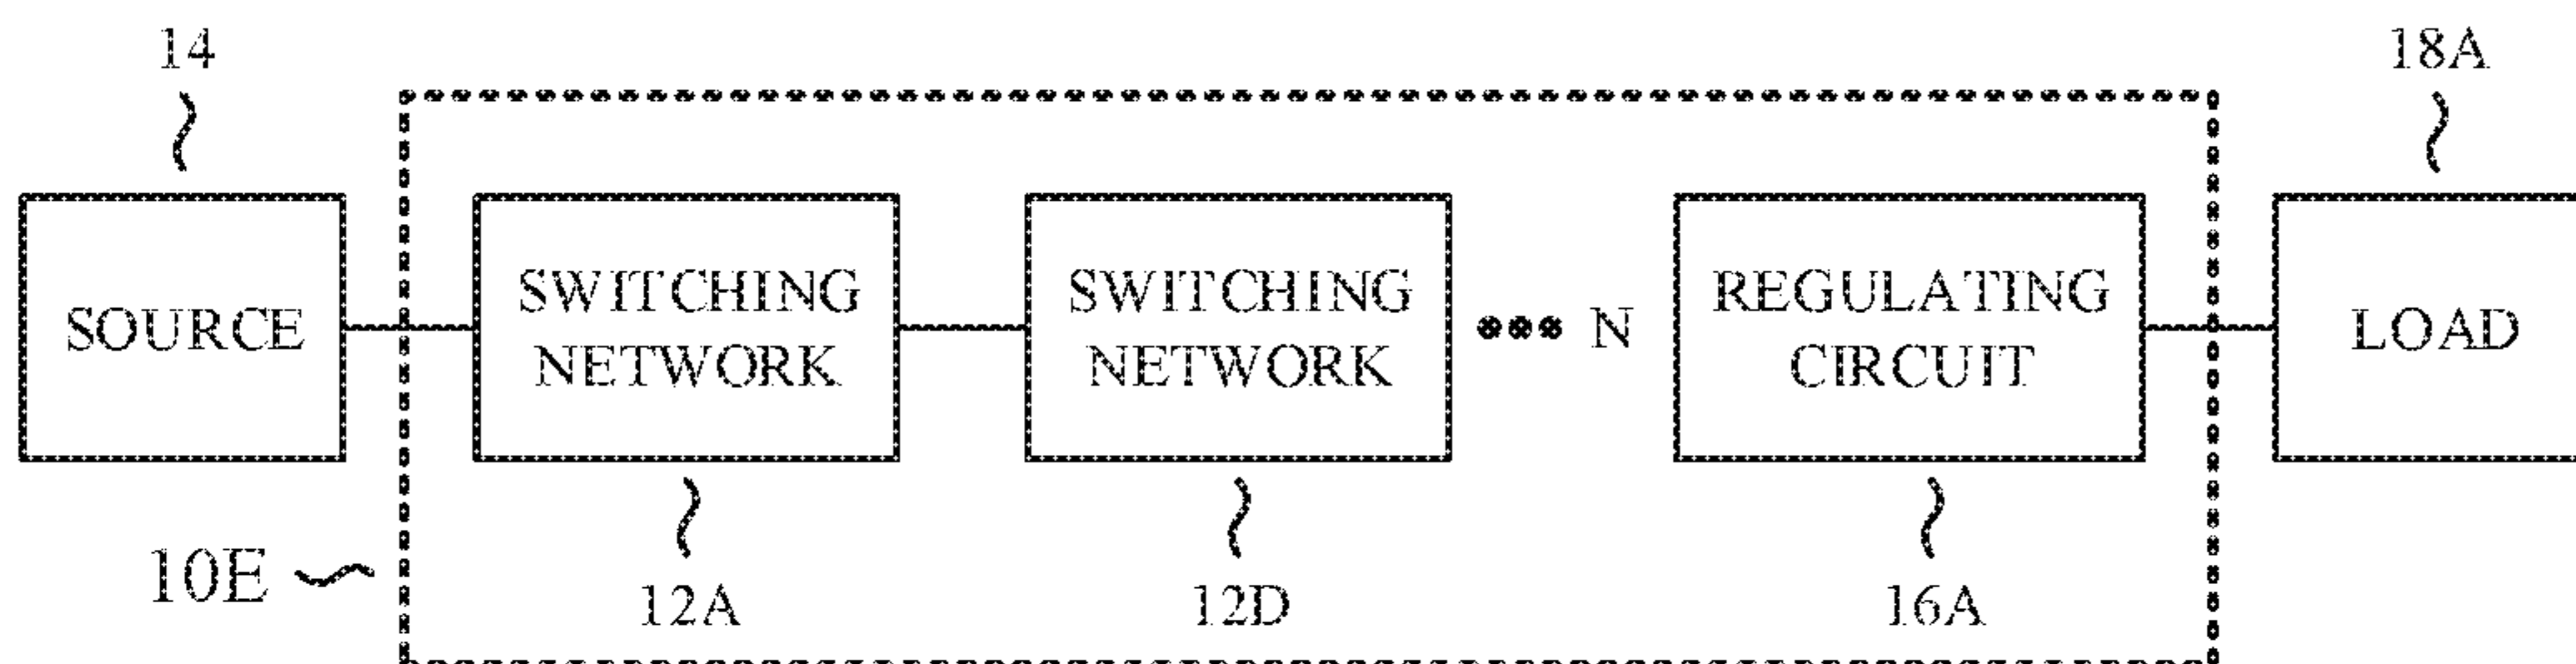 14
18A
SOURCE
SWITCHING
NETWORK
SWITCHING
NETWORK
••• N
REGULATING
CIRCUIT
LOAD
10E
12A
12D
16A